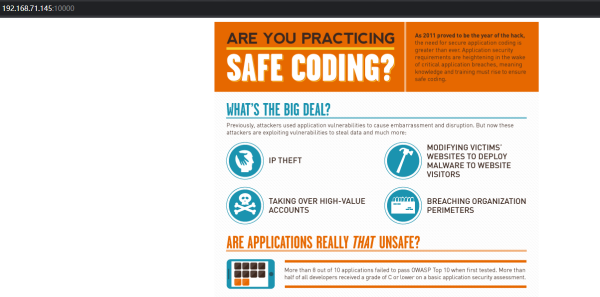 192.168.71.145:10000
ARE YOU PRACTICING
SAFE CODING?
As 2011 proved to be the year of the hack,
the need for secure application coding is
greater than ever. Application security
requirements are heightening in the wake
of critical application breaches, meaning
knowledge and training must rise to ensure
safe coding.
WHAT'S THE BIG DEAL?
Previously, attackers used application vulnerabilities to cause embarrassment and disruption. But now these
attackers are exploiting vulnerabilities to steal data and much more:
IP THEFT
MODIFYING VICTIMS'
WEBSITES TO DEPLOY
MALWARE TO WEBSITE
VISITORS
TAKING OVER HIGH-VALUE
ACCOUNTS
BREACHING ORGANIZATION
PERIMETERS
ARE APPLICATIONS REALLY THAT UNSAFE?
More than 8 out of 10 applications failed to pass OWASP Top 10 when first tested. More than
half of all developers received a grade of C or lower on a basic application security assessment.